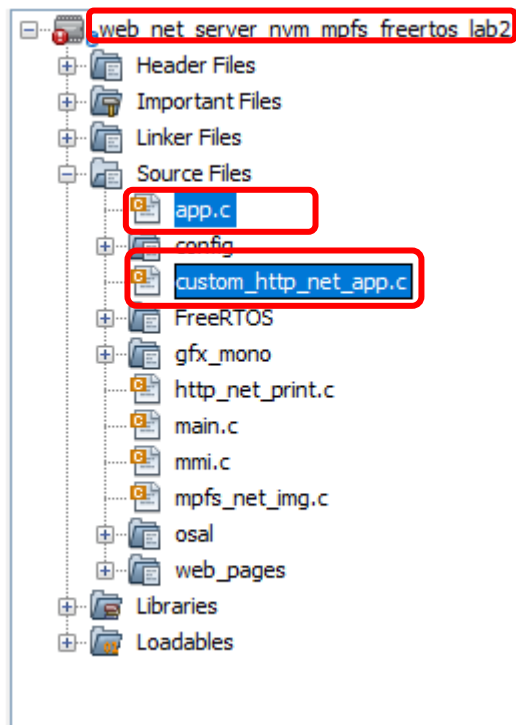 web_net_server_nvm_mpfs_freertos_lab2
Header Files
Important Files
Linker Files
Source Files
app.c
config
custom_http_net_app.c
FreeRTOS
gfx_mono
http_net_print.c
main.c
mmi.c
mpfs_net_img.c
osal
web_pages
Libraries
Loadables